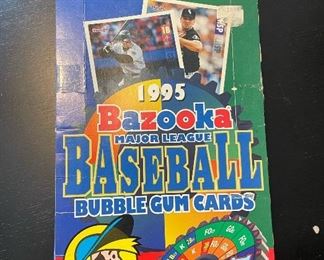 1995
Bazooka
MAJOR LEAGUE
BASEBALL
BUBBLE GUM CARDS